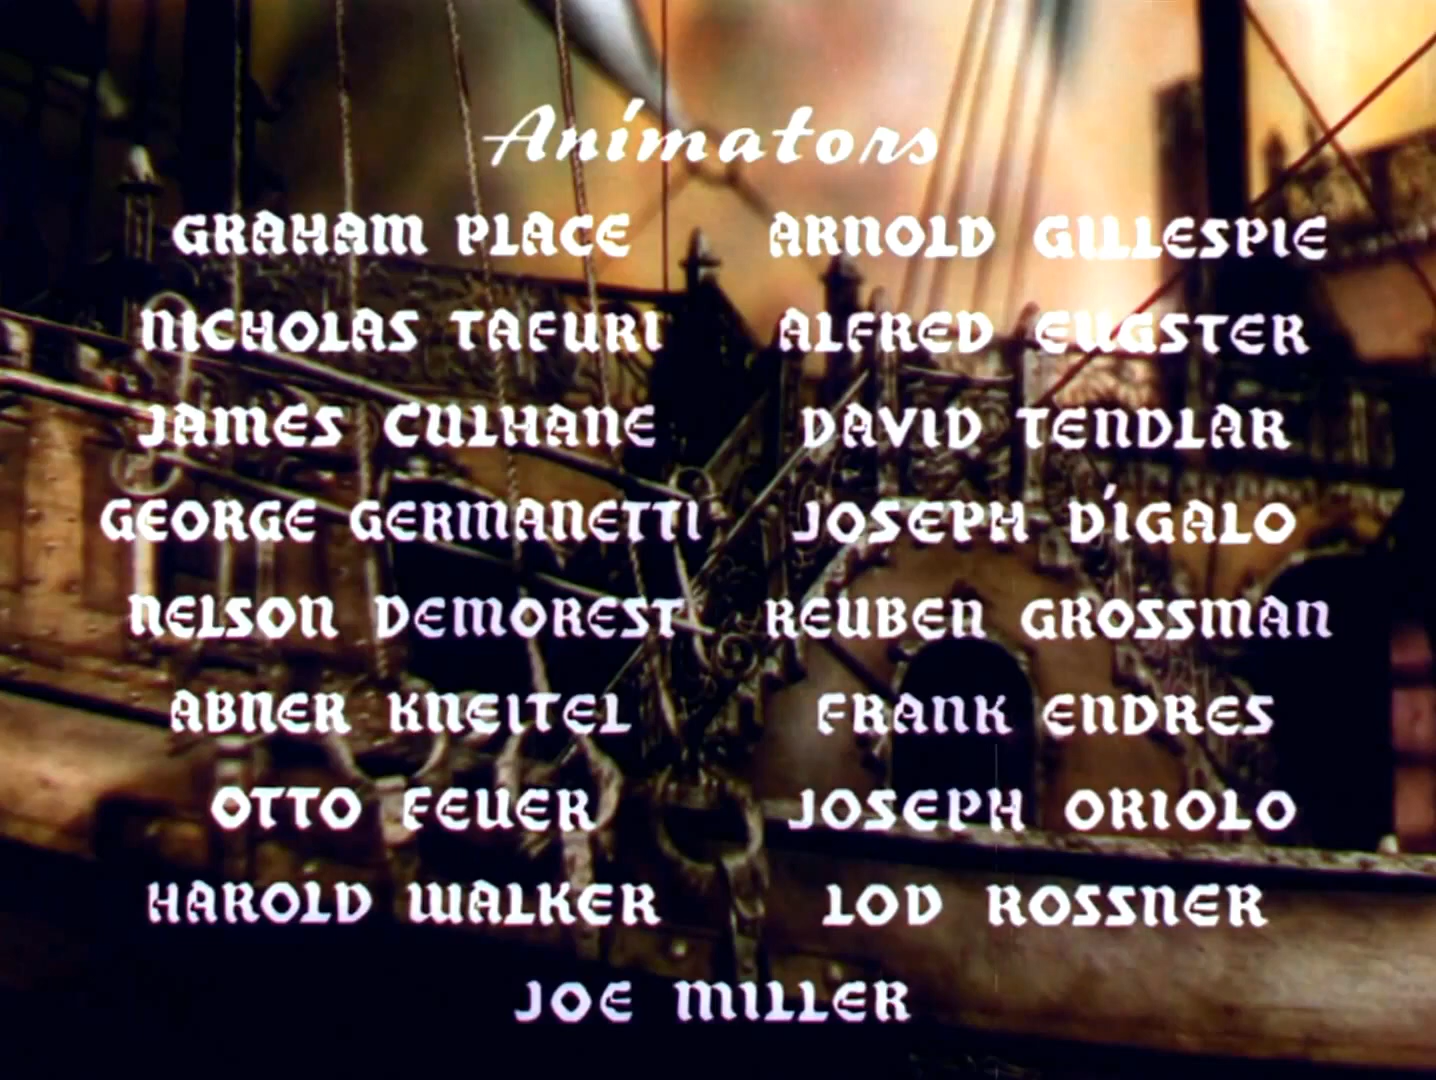 Animators
GRAHAM PLACE ARNOLD GILLESPIE
NICHOLAS TAFURI ALFRED EUGSTER
JAMES CULHANE DAVID TENDLAR
GEORGE GERMANETTI JOSEPH D'IGALO
NELSON DEMOREST REUBEN GROSSMAN
ABNER KNEITEL FRANK ENDRES
OTTO FEUER JOSEPH ORIOLO
HAROLD WALKER LOD ROSSNER
JOE MILLER